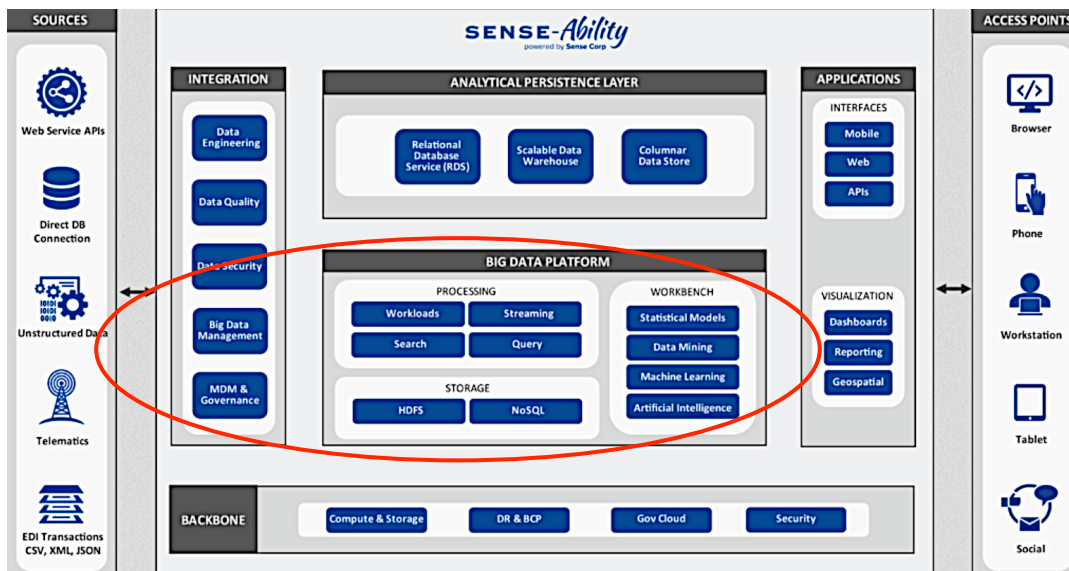 SOURCES
Web Service APIs
Direct DB
Connection
Unstructured Data
Telematics
EDI Transactions
CSV, XML, JSON
SENSE-Ability
powered by Sense Corp
INTEGRATION
Data
Engineering
Data Quality
Data Security
Big Data
Management
MDM &
Governance
ANALYTICAL PERSISTENCE LAYER
Relational
Database
Service (RDS)
Scalable Data
Warehouse
Columnar
Data Store
BIG DATA PLATFORM
PROCESSING
Workloads
Streaming
Search
Query
STORAGE
HDFS
NoSQL
WORKBENCH
Statistical Models
Data Mining
Machine Learning
Artificial Intelligence
APPLICATIONS
INTERFACES
Mobile
Web
APIs
VISUALIZATION
Dashboards
Reporting
Geospatial
BACKBONE
Compute & Storage
DR & BCP
Gov Cloud
Security
ACCESS POINTS
Browser
Phone
Workstation
Tablet
Social